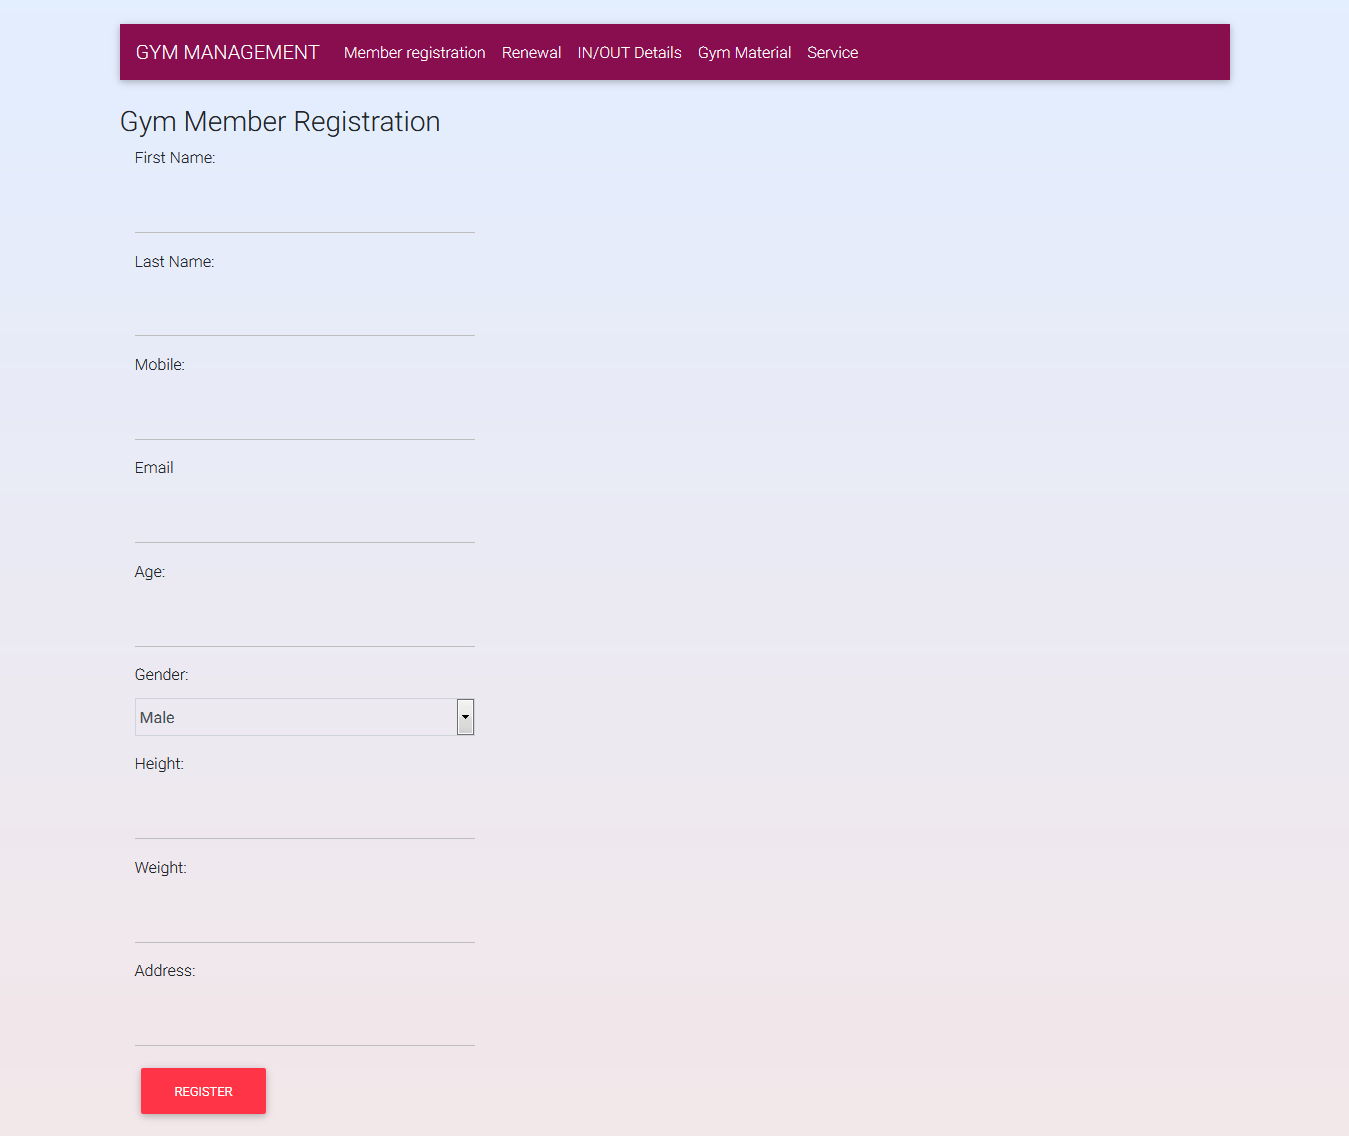 GYM MANAGEMENT Member registration Renewal IN/OUT Details Gym Material Service
Gym Member Registration
First Name:
Last Name:
Mobile:
Email
Age:
Gender:
Male
Height:
Weight:
Address:
REGISTER